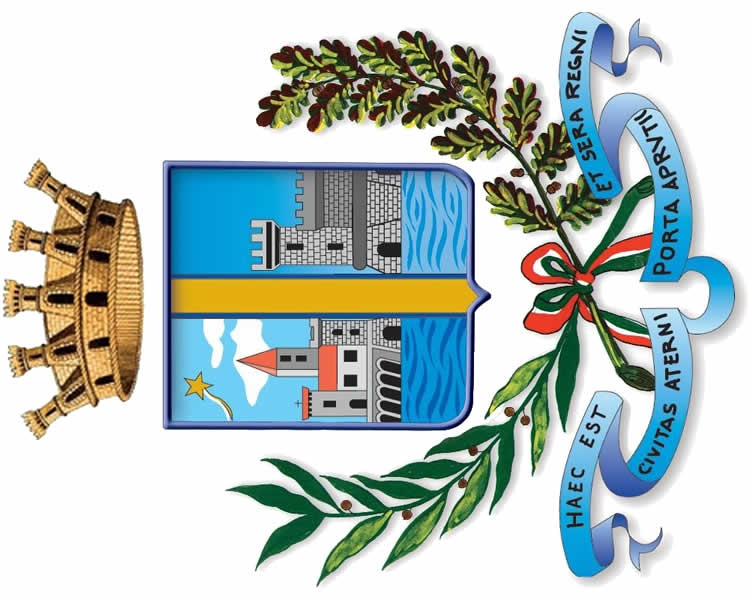 HAEC EST
CIVITAS ATERNI
PORTA APRVTII
ET SERA REGNI